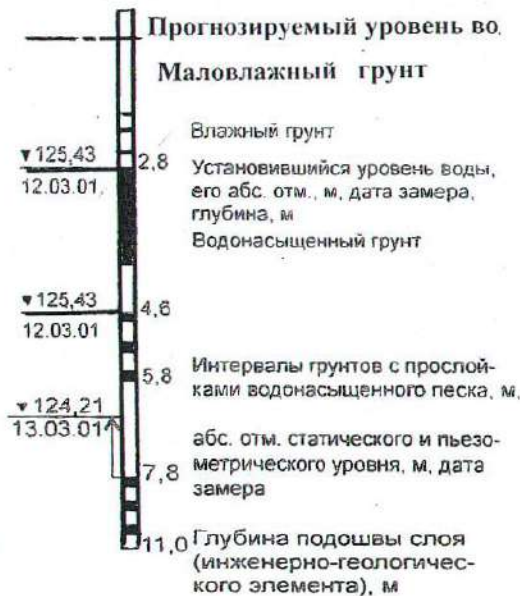 Прогнозируемый уровень во
Маловлажный грунт
Влажный грунт
▼125,43
2,8
12.03.01
Установившийся уровень воды,
его абс. отм., м, дата замера,
глубина, м
Водонасыщенный грунт
▼125,43
4,6
12.03.01
5,8
Интервалы грунтов с прослой-
ками водонасыщенного песка, м,
▼124,21
13.03.01
абс. отм. статического и пьезо-
метрического уровня, м, дата
замера
7,8
11,0
Глубина подошвы слоя
(инженерно-геологичес-
кого элемента), м